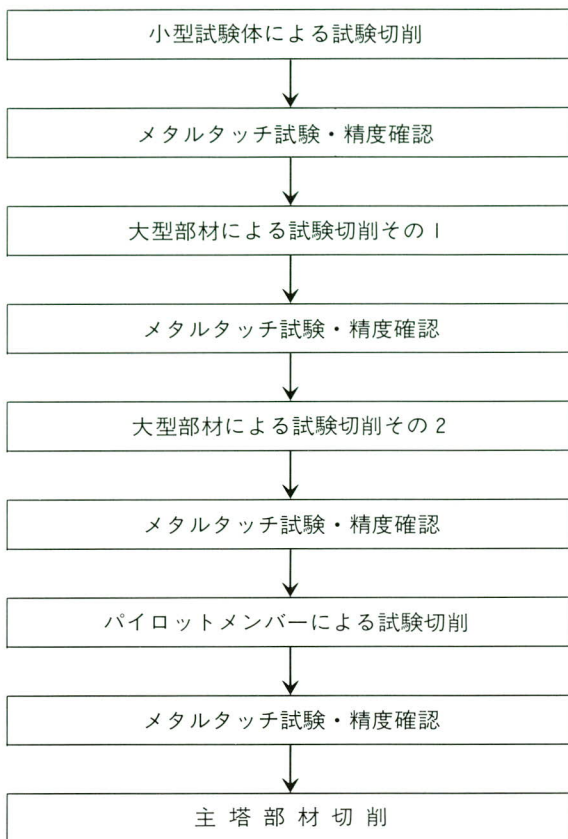 小型試験体による試験切削
メタルタッチ試験・精度確認
大型部材による試験切削その1
メタルタッチ試験・精度確認
大型部材による試験切削その2
メタルタッチ試験・精度確認
パイロットメンバーによる試験切削
メタルタッチ試験・精度確認
主塔部材切削